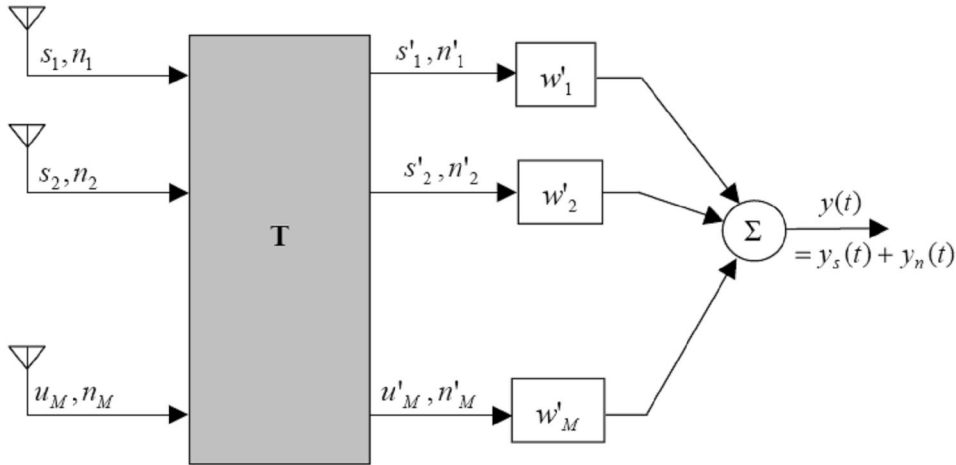 s₁,n₁
s'₁,n'₁
w'₁
s₂,n₂
s'₂,n'₂
w'₂
T
Σ
y(t)
= yₛ(t) + yₙ(t)
u_M,n_M
u'_M,n'_M
w'_M